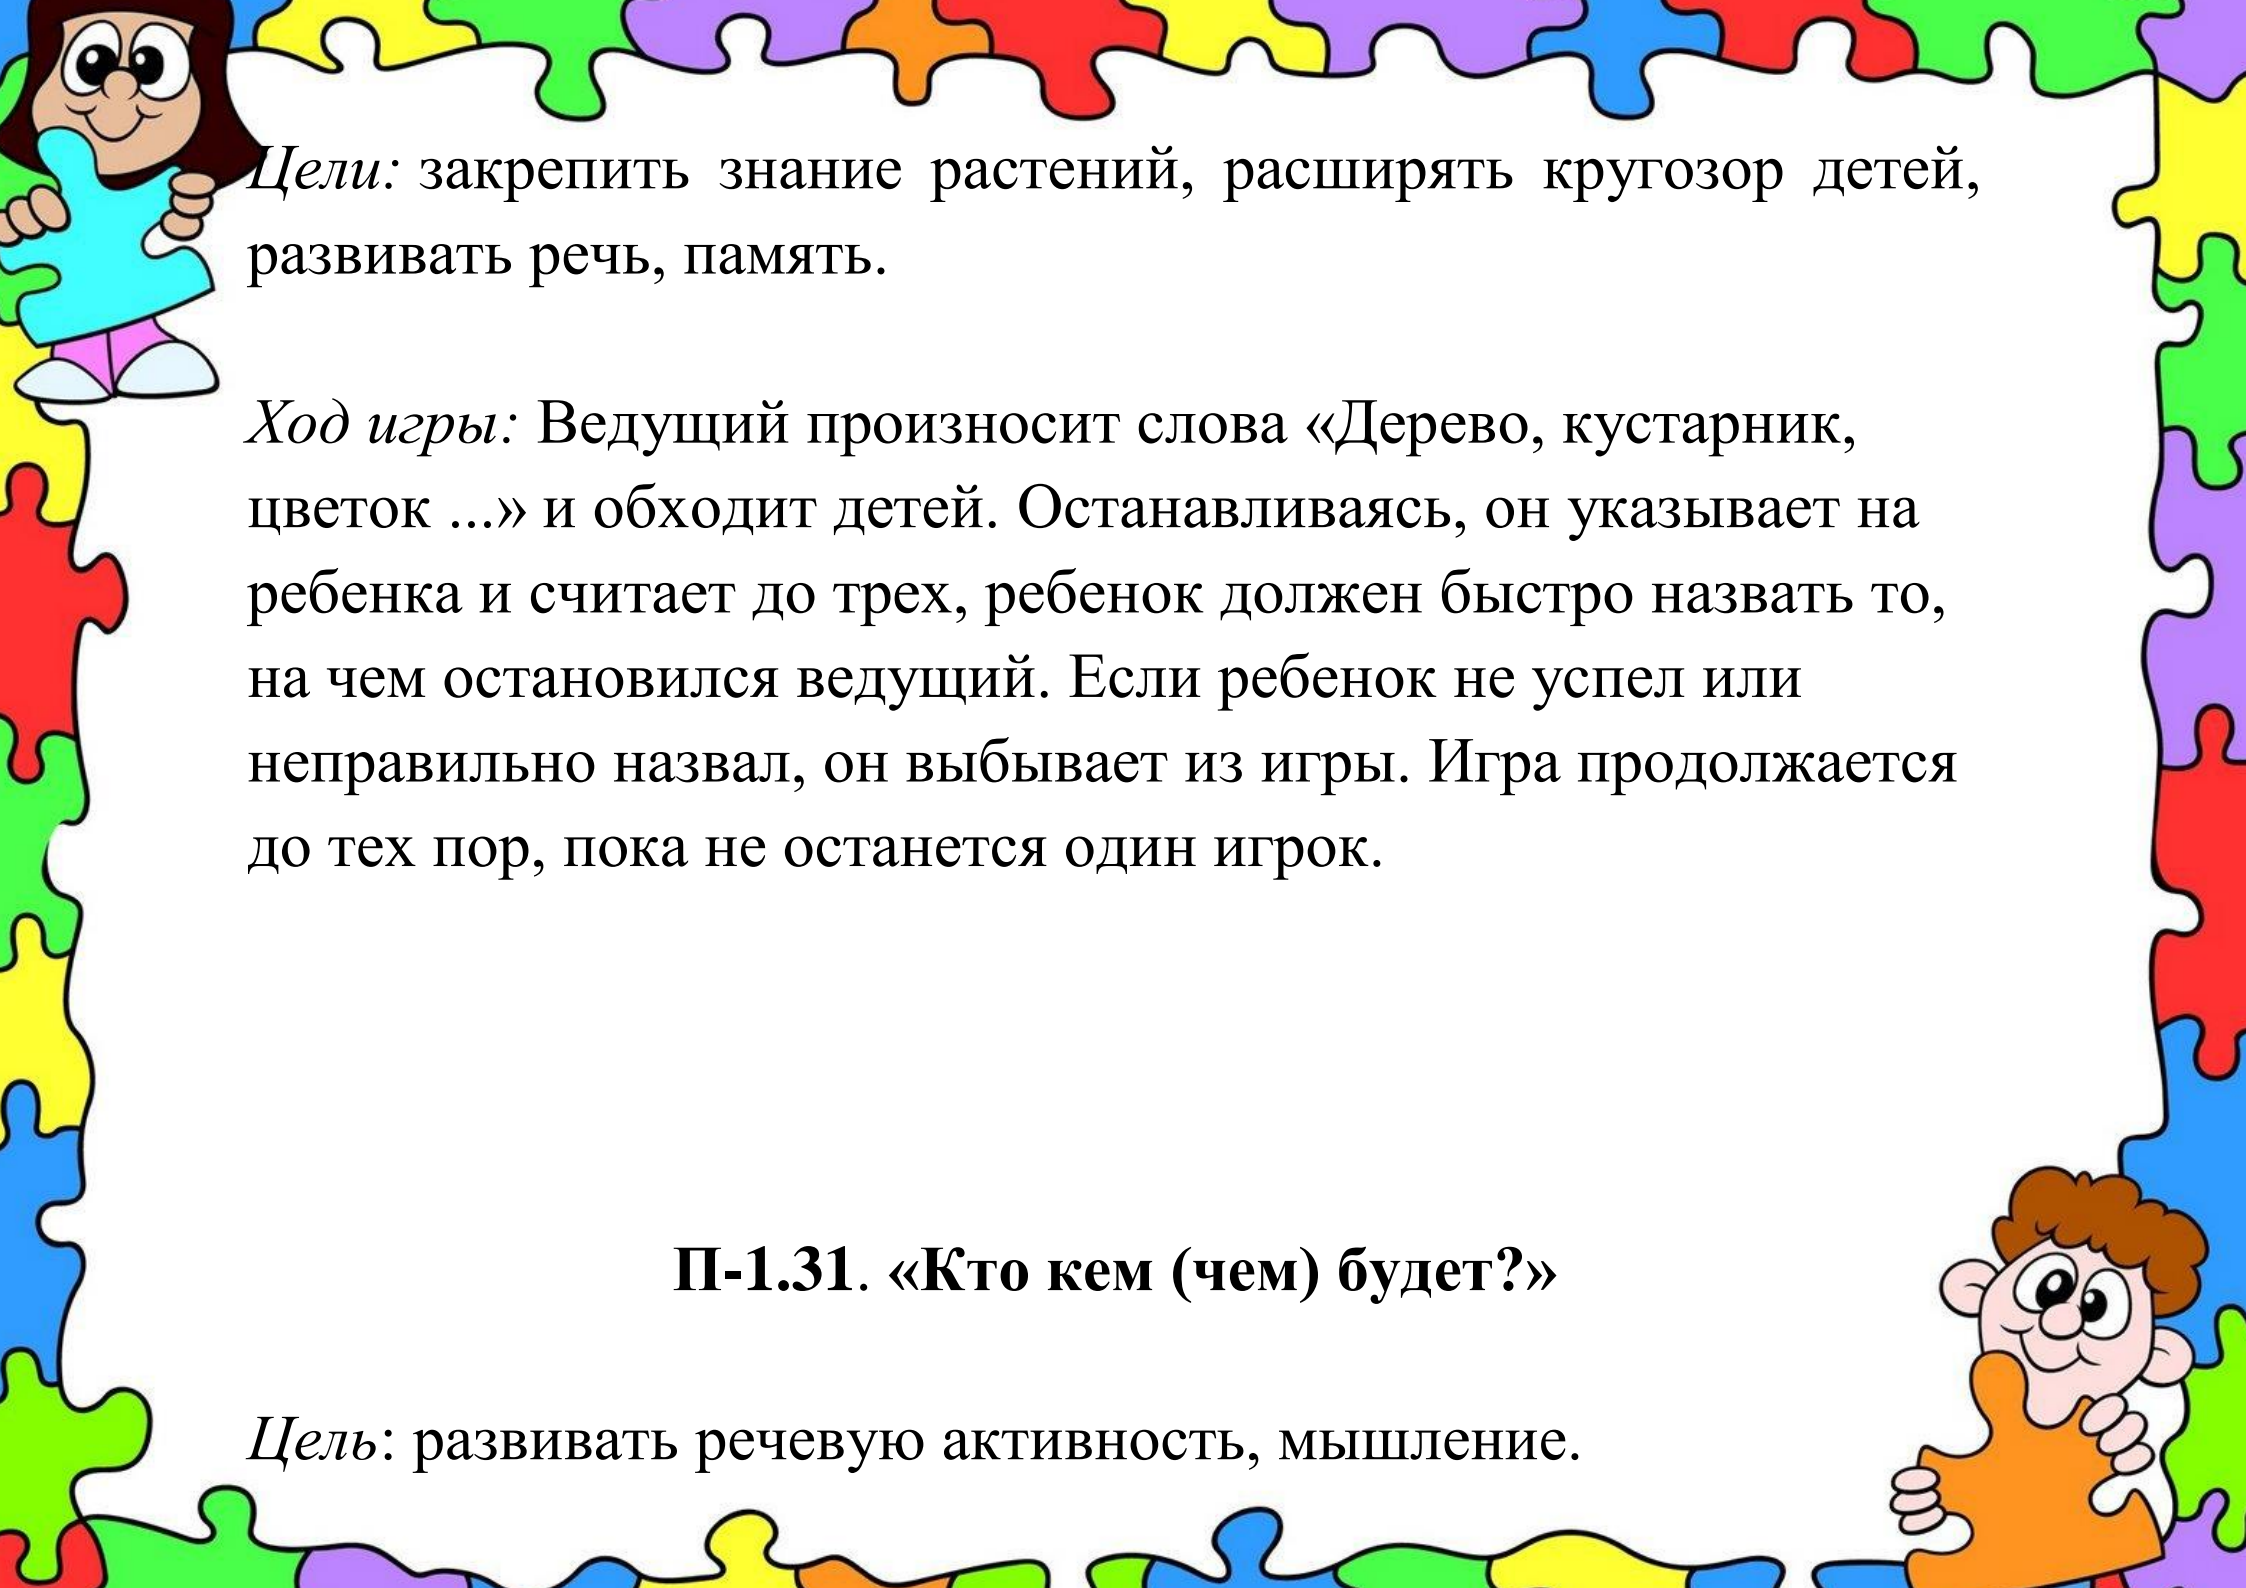 Цели: закрепить знание растений, расширять кругозор детей,
развивать речь, память.
Ход игры: Ведущий произносит слова «Дерево, кустарник,
цветок ...» и обходит детей. Останавливаясь, он указывает на
ребенка и считает до трех, ребенок должен быстро назвать то,
на чем остановился ведущий. Если ребенок не успел или
неправильно назвал, он выбывает из игры. Игра продолжается
до тех пор, пока не останется один игрок.
П-1.31. «Кто кем (чем) будет?»
Цель: развивать речевую активность, мышление.